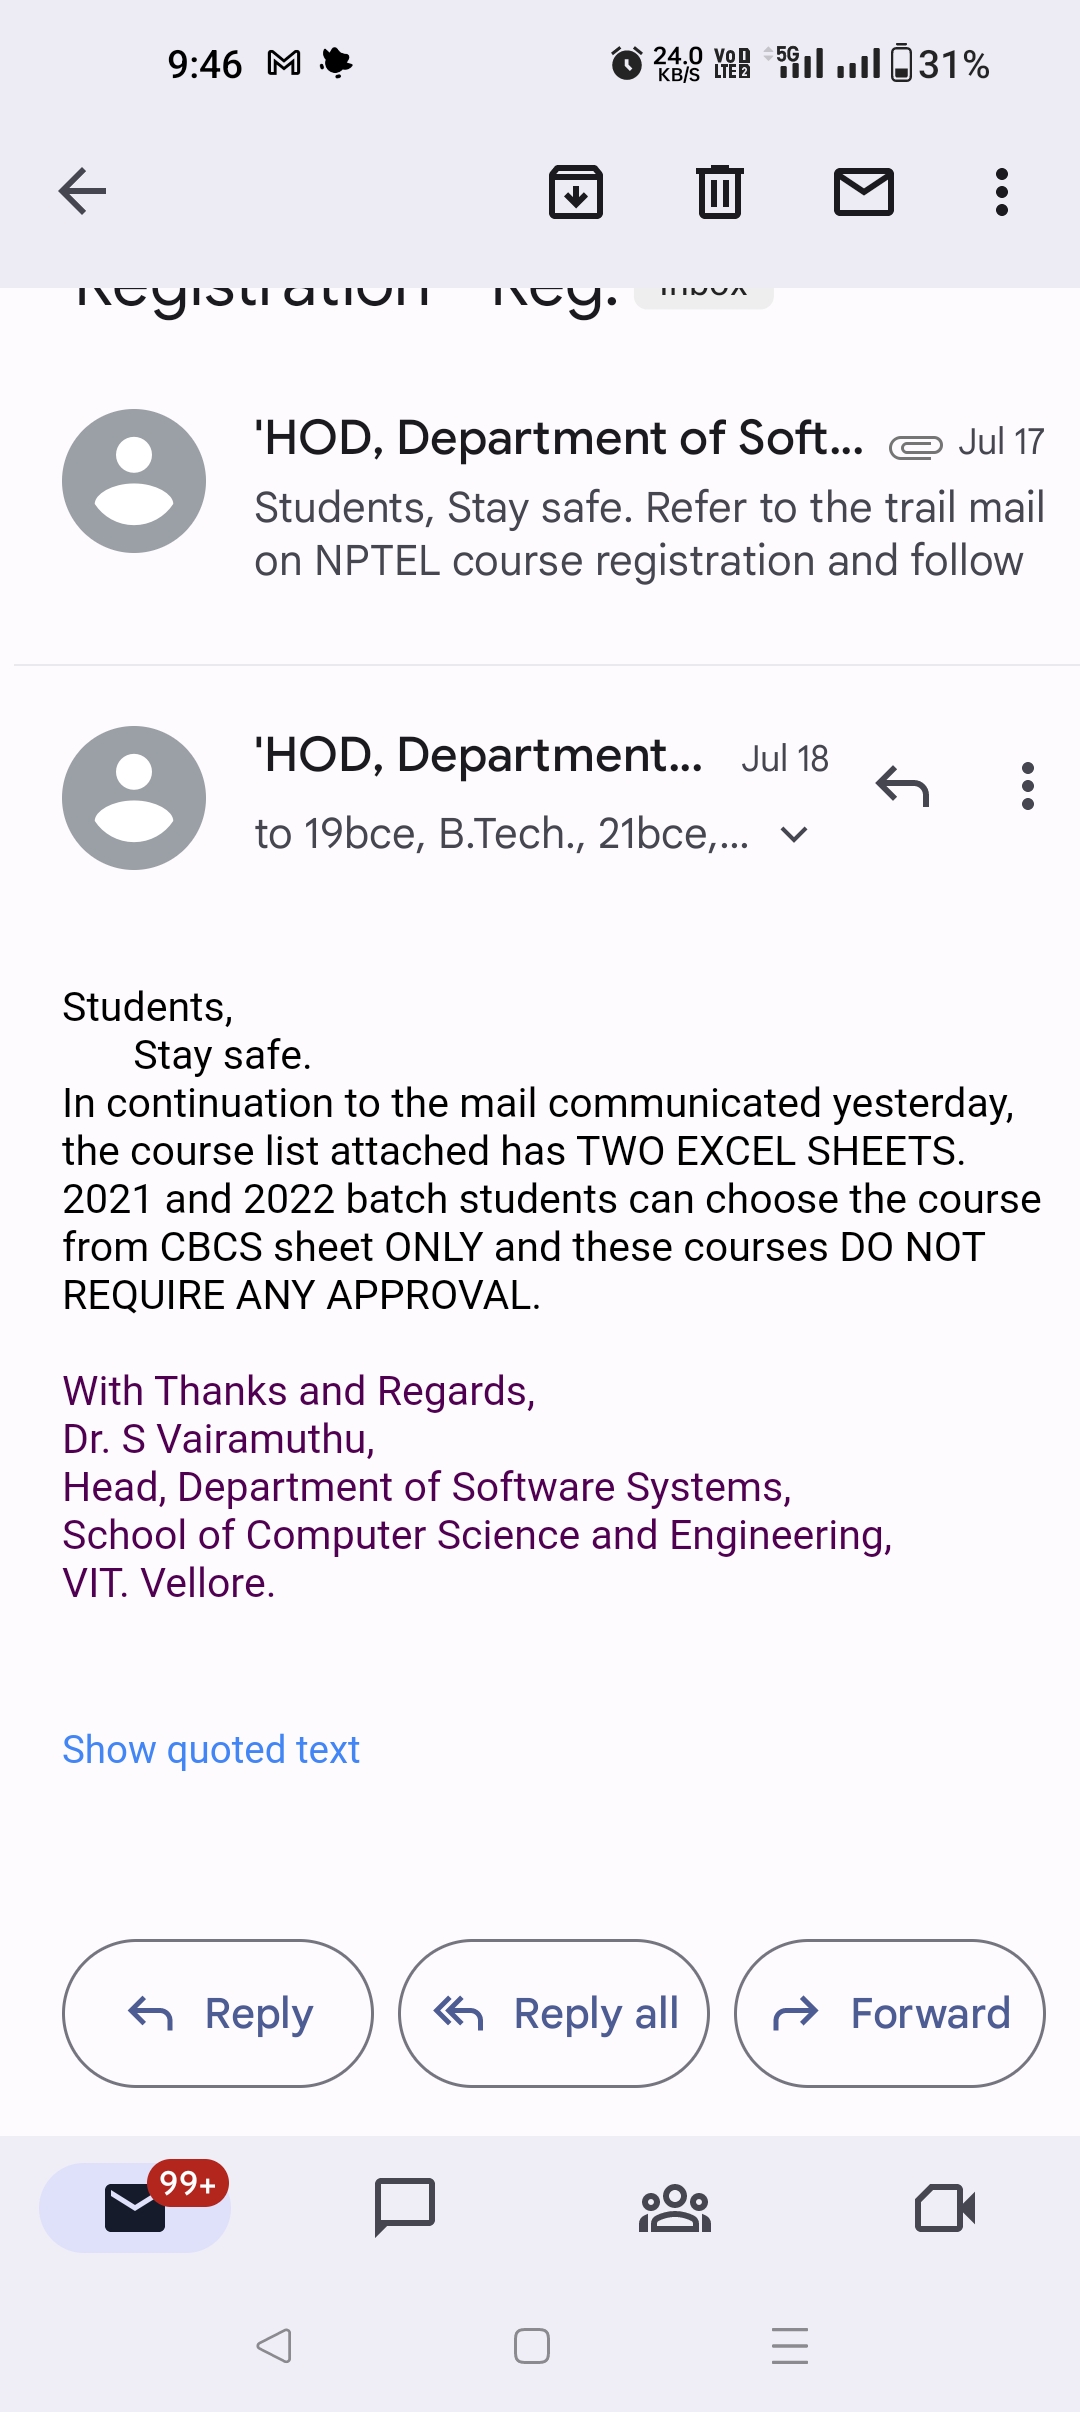 9:46 24.0 KB/S VoD LTE 2 5G 31%
Registration Reg. Inbox
'HOD, Department of Soft... Jul 17
Students, Stay safe. Refer to the trail mail
on NPTEL course registration and follow
'HOD, Department... Jul 18
to 19bce, B.Tech., 21bce,...
Students,
Stay safe.
In continuation to the mail communicated yesterday,
the course list attached has TWO EXCEL SHEETS.
2021 and 2022 batch students can choose the course
from CBCS sheet ONLY and these courses DO NOT
REQUIRE ANY APPROVAL.
With Thanks and Regards,
Dr. S Vairamuthu,
Head, Department of Software Systems,
School of Computer Science and Engineering,
VIT. Vellore.
Show quoted text
Reply Reply all Forward
99+